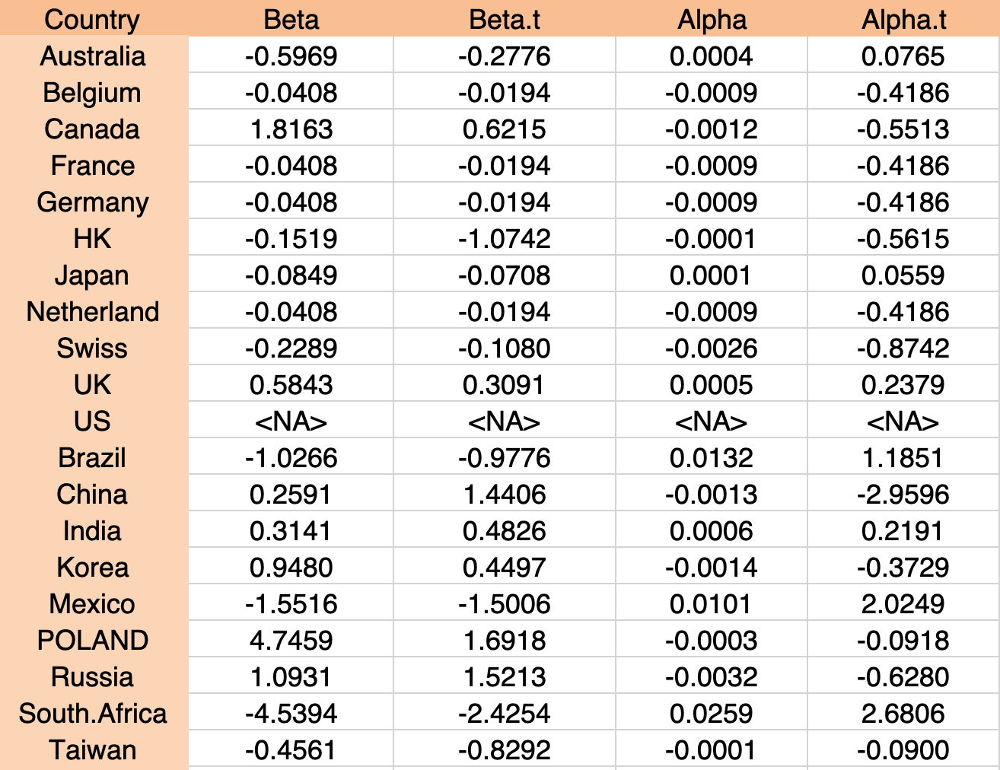 Country Beta Beta.t Alpha Alpha.t
Australia -0.5969 -0.2776 0.0004 0.0765
Belgium -0.0408 -0.0194 -0.0009 -0.4186
Canada 1.8163 0.6215 -0.0012 -0.5513
France -0.0408 -0.0194 -0.0009 -0.4186
Germany -0.0408 -0.0194 -0.0009 -0.4186
HK -0.1519 -1.0742 -0.0001 -0.5615
Japan -0.0849 -0.0708 0.0001 0.0559
Netherland -0.0408 -0.0194 -0.0009 -0.4186
Swiss -0.2289 -0.1080 -0.0026 -0.8742
UK 0.5843 0.3091 0.0005 0.2379
US <NA> <NA> <NA> <NA>
Brazil -1.0266 -0.9776 0.0132 1.1851
China 0.2591 1.4406 -0.0013 -2.9596
India 0.3141 0.4826 0.0006 0.2191
Korea 0.9480 0.4497 -0.0014 -0.3729
Mexico -1.5516 -1.5006 0.0101 2.0249
POLAND 4.7459 1.6918 -0.0003 -0.0918
Russia 1.0931 1.5213 -0.0032 -0.6280
South.Africa -4.5394 -2.4254 0.0259 2.6806
Taiwan -0.4561 -0.8292 -0.0001 -0.0900